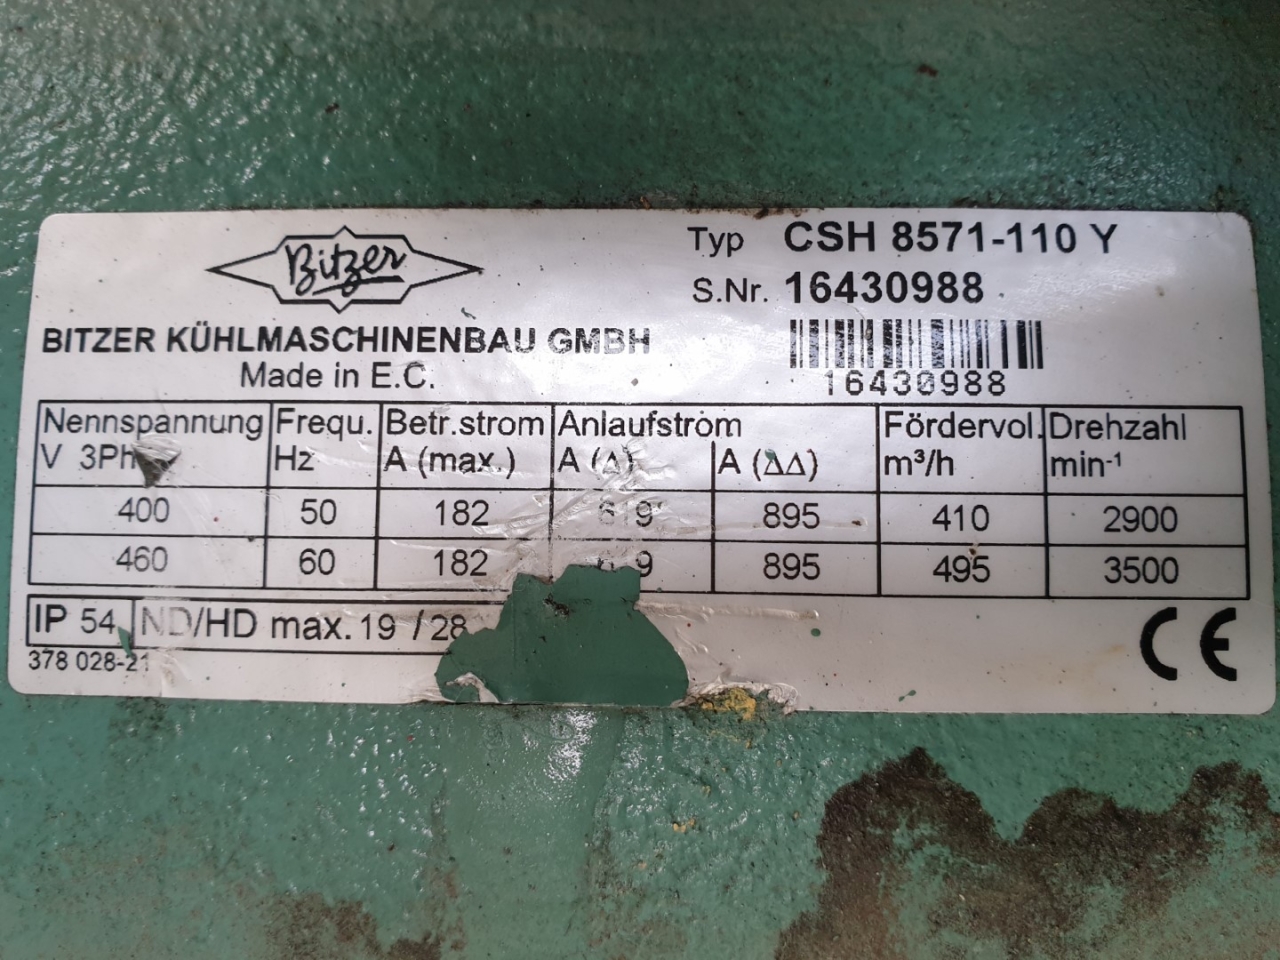 Bitzer
Typ CSH 8571-110 Y
S.Nr. 16430988
BITZER KÜHLMASCHINENBAU GMBH
Made in E.C.
16430988
Nennspannung Frequ. Betr.strom Anlaufstrom Fördervol. Drehzahl
V 3Ph Hz A (max.) A (Δ) A (ΔΔ) m³/h min-¹
400 50 182 619 895 410 2900
460 60 182 895 495 3500
IP 54 ND/HD max. 19 / 28
378 028-21
CE